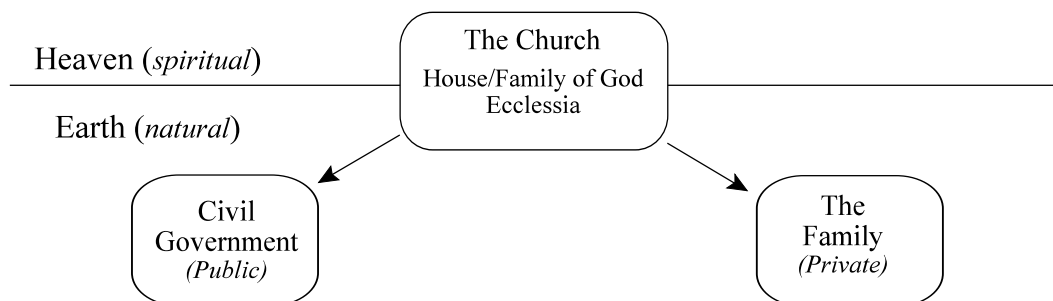 The Church
Heaven (spiritual)
House/Family of God
Ecclessia
Earth (natural)
Civil
Government
(Public)
The
Family
(Private)